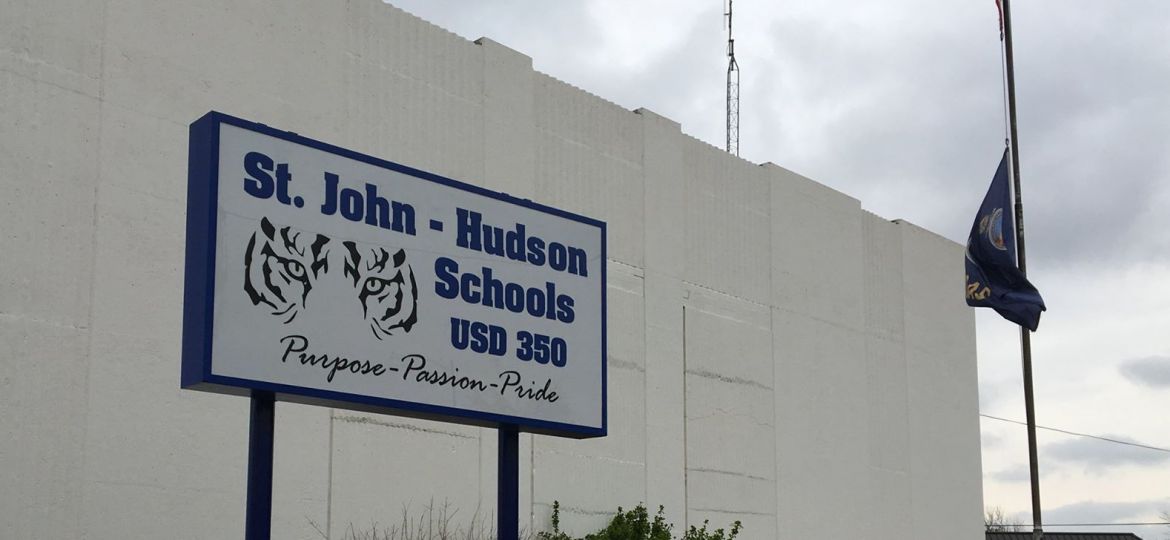 St. John - Hudson
Schools
USD 350
Purpose-Passion-Pride